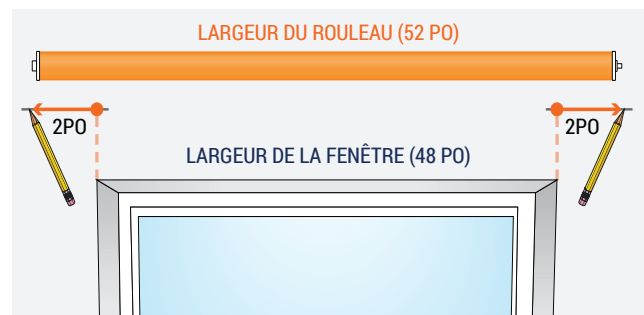 LARGEUR DU ROULEAU (52 PO)
2PO
2PO
LARGEUR DE LA FENÊTRE (48 PO)